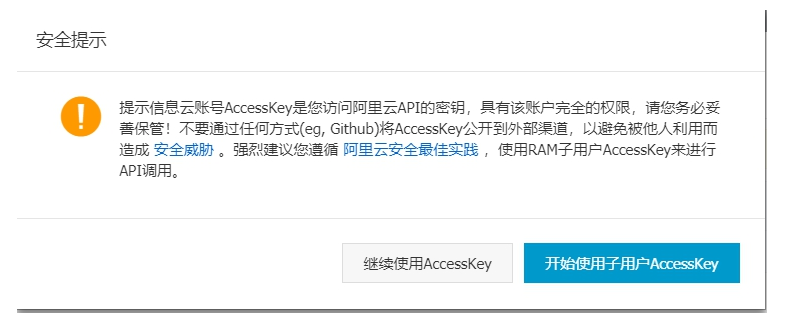 安全提示
提示信息云账号AccessKey是您访问阿里云API的密钥，具有该账户完全的权限，请您务必妥
善保管！不要通过任何方式(eg, Github)将AccessKey公开到外部渠道，以避免被他人利用而
造成 安全威胁 。强烈建议您遵循 阿里云安全最佳实践 ，使用RAM子用户AccessKey来进行
API调用。
继续使用AccessKey
开始使用子用户AccessKey